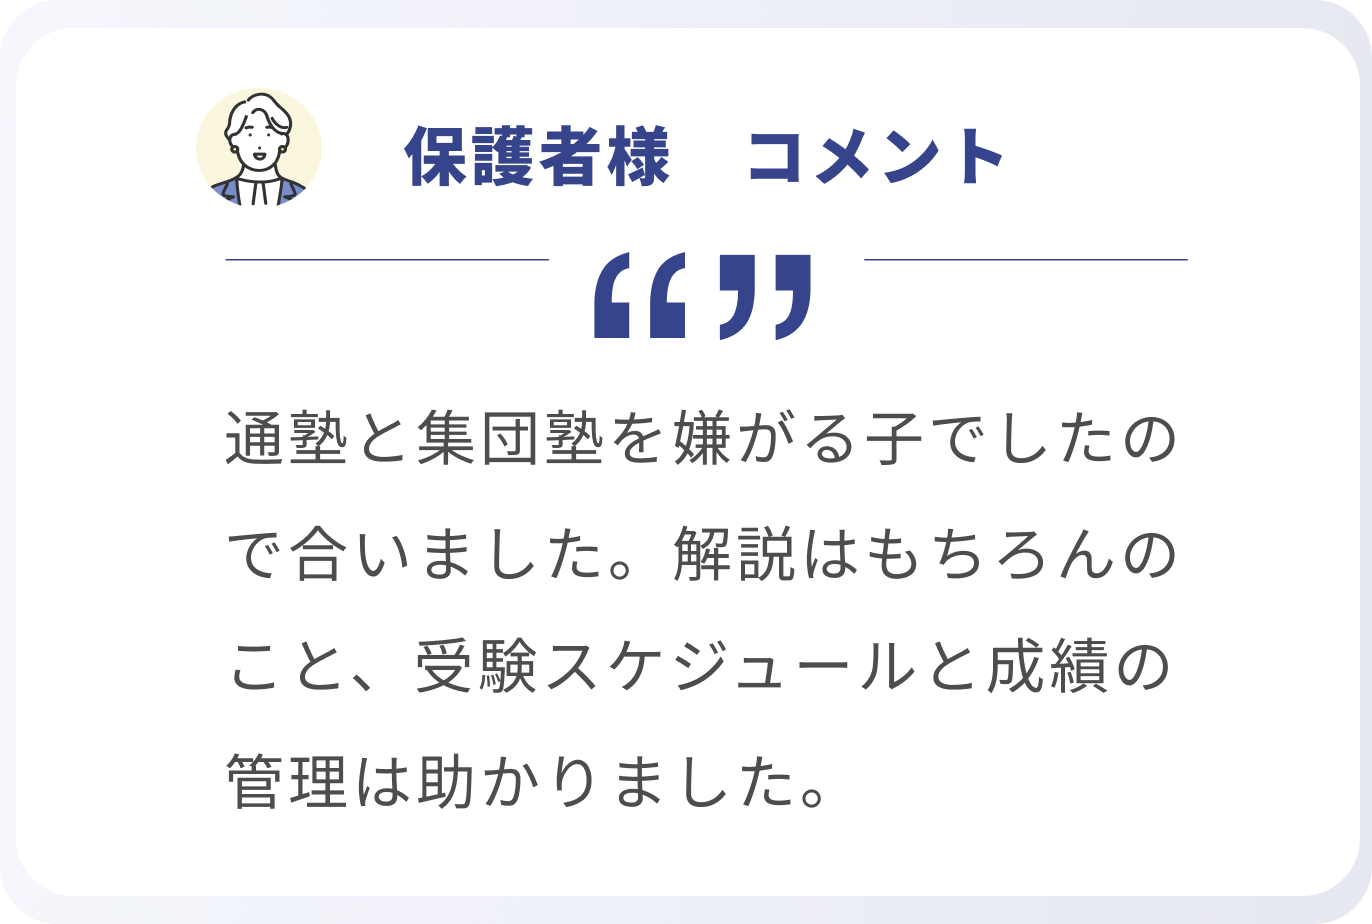 保護者様　コメント
“ ”
通塾と集団塾を嫌がる子でしたの
で合いました。解説はもちろんの
こと、受験スケジュールと成績の
管理は助かりました。